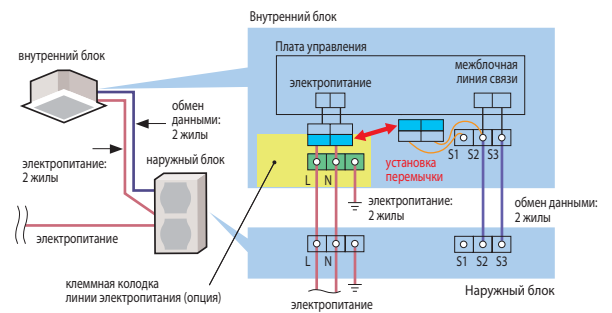 Внутренний блок
Плата управления
внутренний блок
электропитание
межблочная
линия связи
обмен
данными:
2 жилы
электропитание:
2 жилы
наружный блок
установка
перемычки
S1 S2 S3
L N
электропитание:
2 жилы
обмен данными:
2 жилы
электропитание
L N
S1 S2 S3
клеммная колодка
линии электропитания (опция)
Наружный блок
электропитание